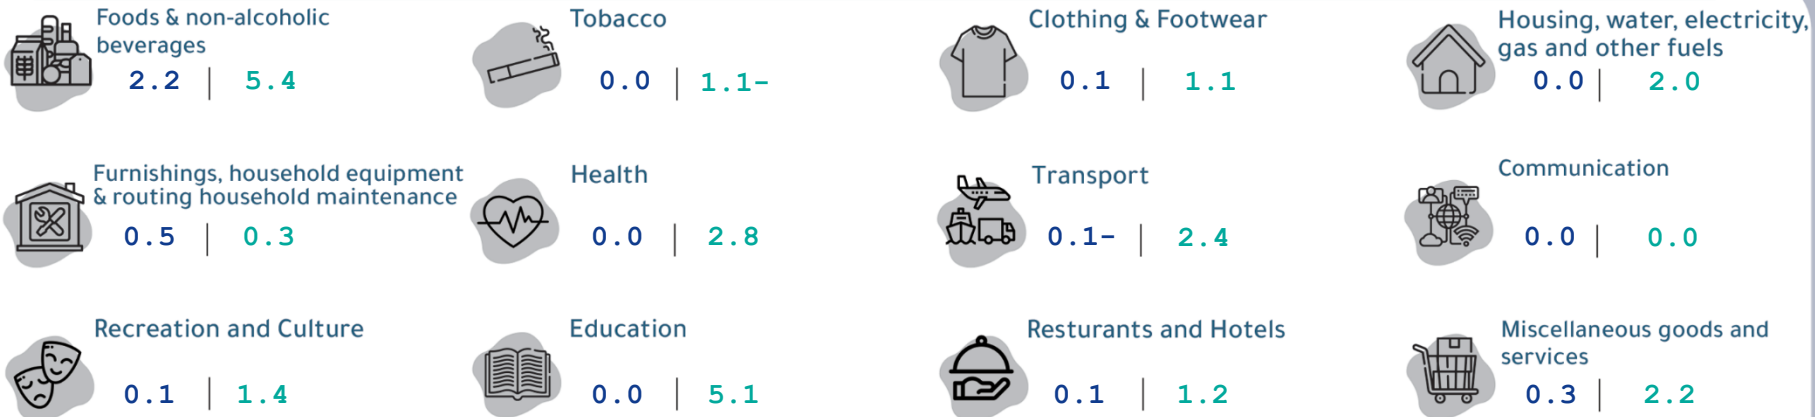 Foods & non-alcoholic
beverages
2.2 | 5.4
Tobacco
0.0 | 1.1-
Clothing & Footwear
0.1 | 1.1
Housing, water, electricity,
gas and other fuels
0.0 | 2.0
Furnishings, household equipment
& routing household maintenance
0.5 | 0.3
Health
0.0 | 2.8
Transport
0.1- | 2.4
Communication
0.0 | 0.0
Recreation and Culture
0.1 | 1.4
Education
0.0 | 5.1
Resturants and Hotels
0.1 | 1.2
Miscellaneous goods and
services
0.3 | 2.2